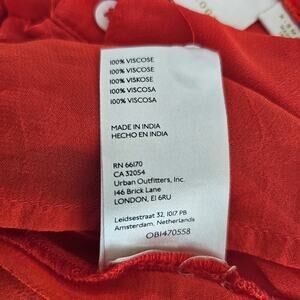 100% VISCOSE
100% VISCOSE
100% VISKOSE
100% VISCOSA
100% VISCOSA
MADE IN INDIA
HECHO EN INDIA
RN 66170
CA 32054
Urban Outfitters, Inc.
146 Brick Lane
LONDON, E1 6RU
Leidsestraat 32, 1017 PB
Amsterdam, Netherlands
OB1470558